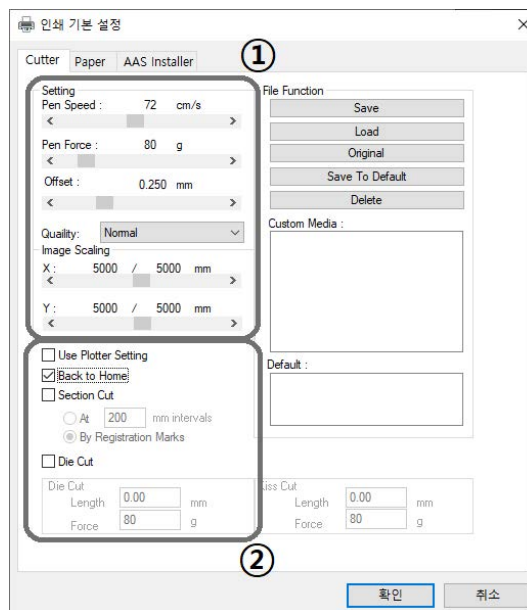 인쇄 기본 설정
Cutter Paper AAS Installer
①
Setting
Pen Speed : 72 cm/s
Pen Force : 80 g
Offset : 0.250 mm
Quaility: Normal
Image Scaling
X : 5000 / 5000 mm
Y : 5000 / 5000 mm
File Function
Save
Load
Original
Save To Default
Delete
Custom Media :
Default :
Use Plotter Setting
Back to Home
Section Cut
At 200 mm intervals
By Registration Marks
Die Cut
Die Cut
Length 0.00 mm
Force 80 g
Kiss Cut
Length 0.00 mm
Force 80 g
②
확인 취소